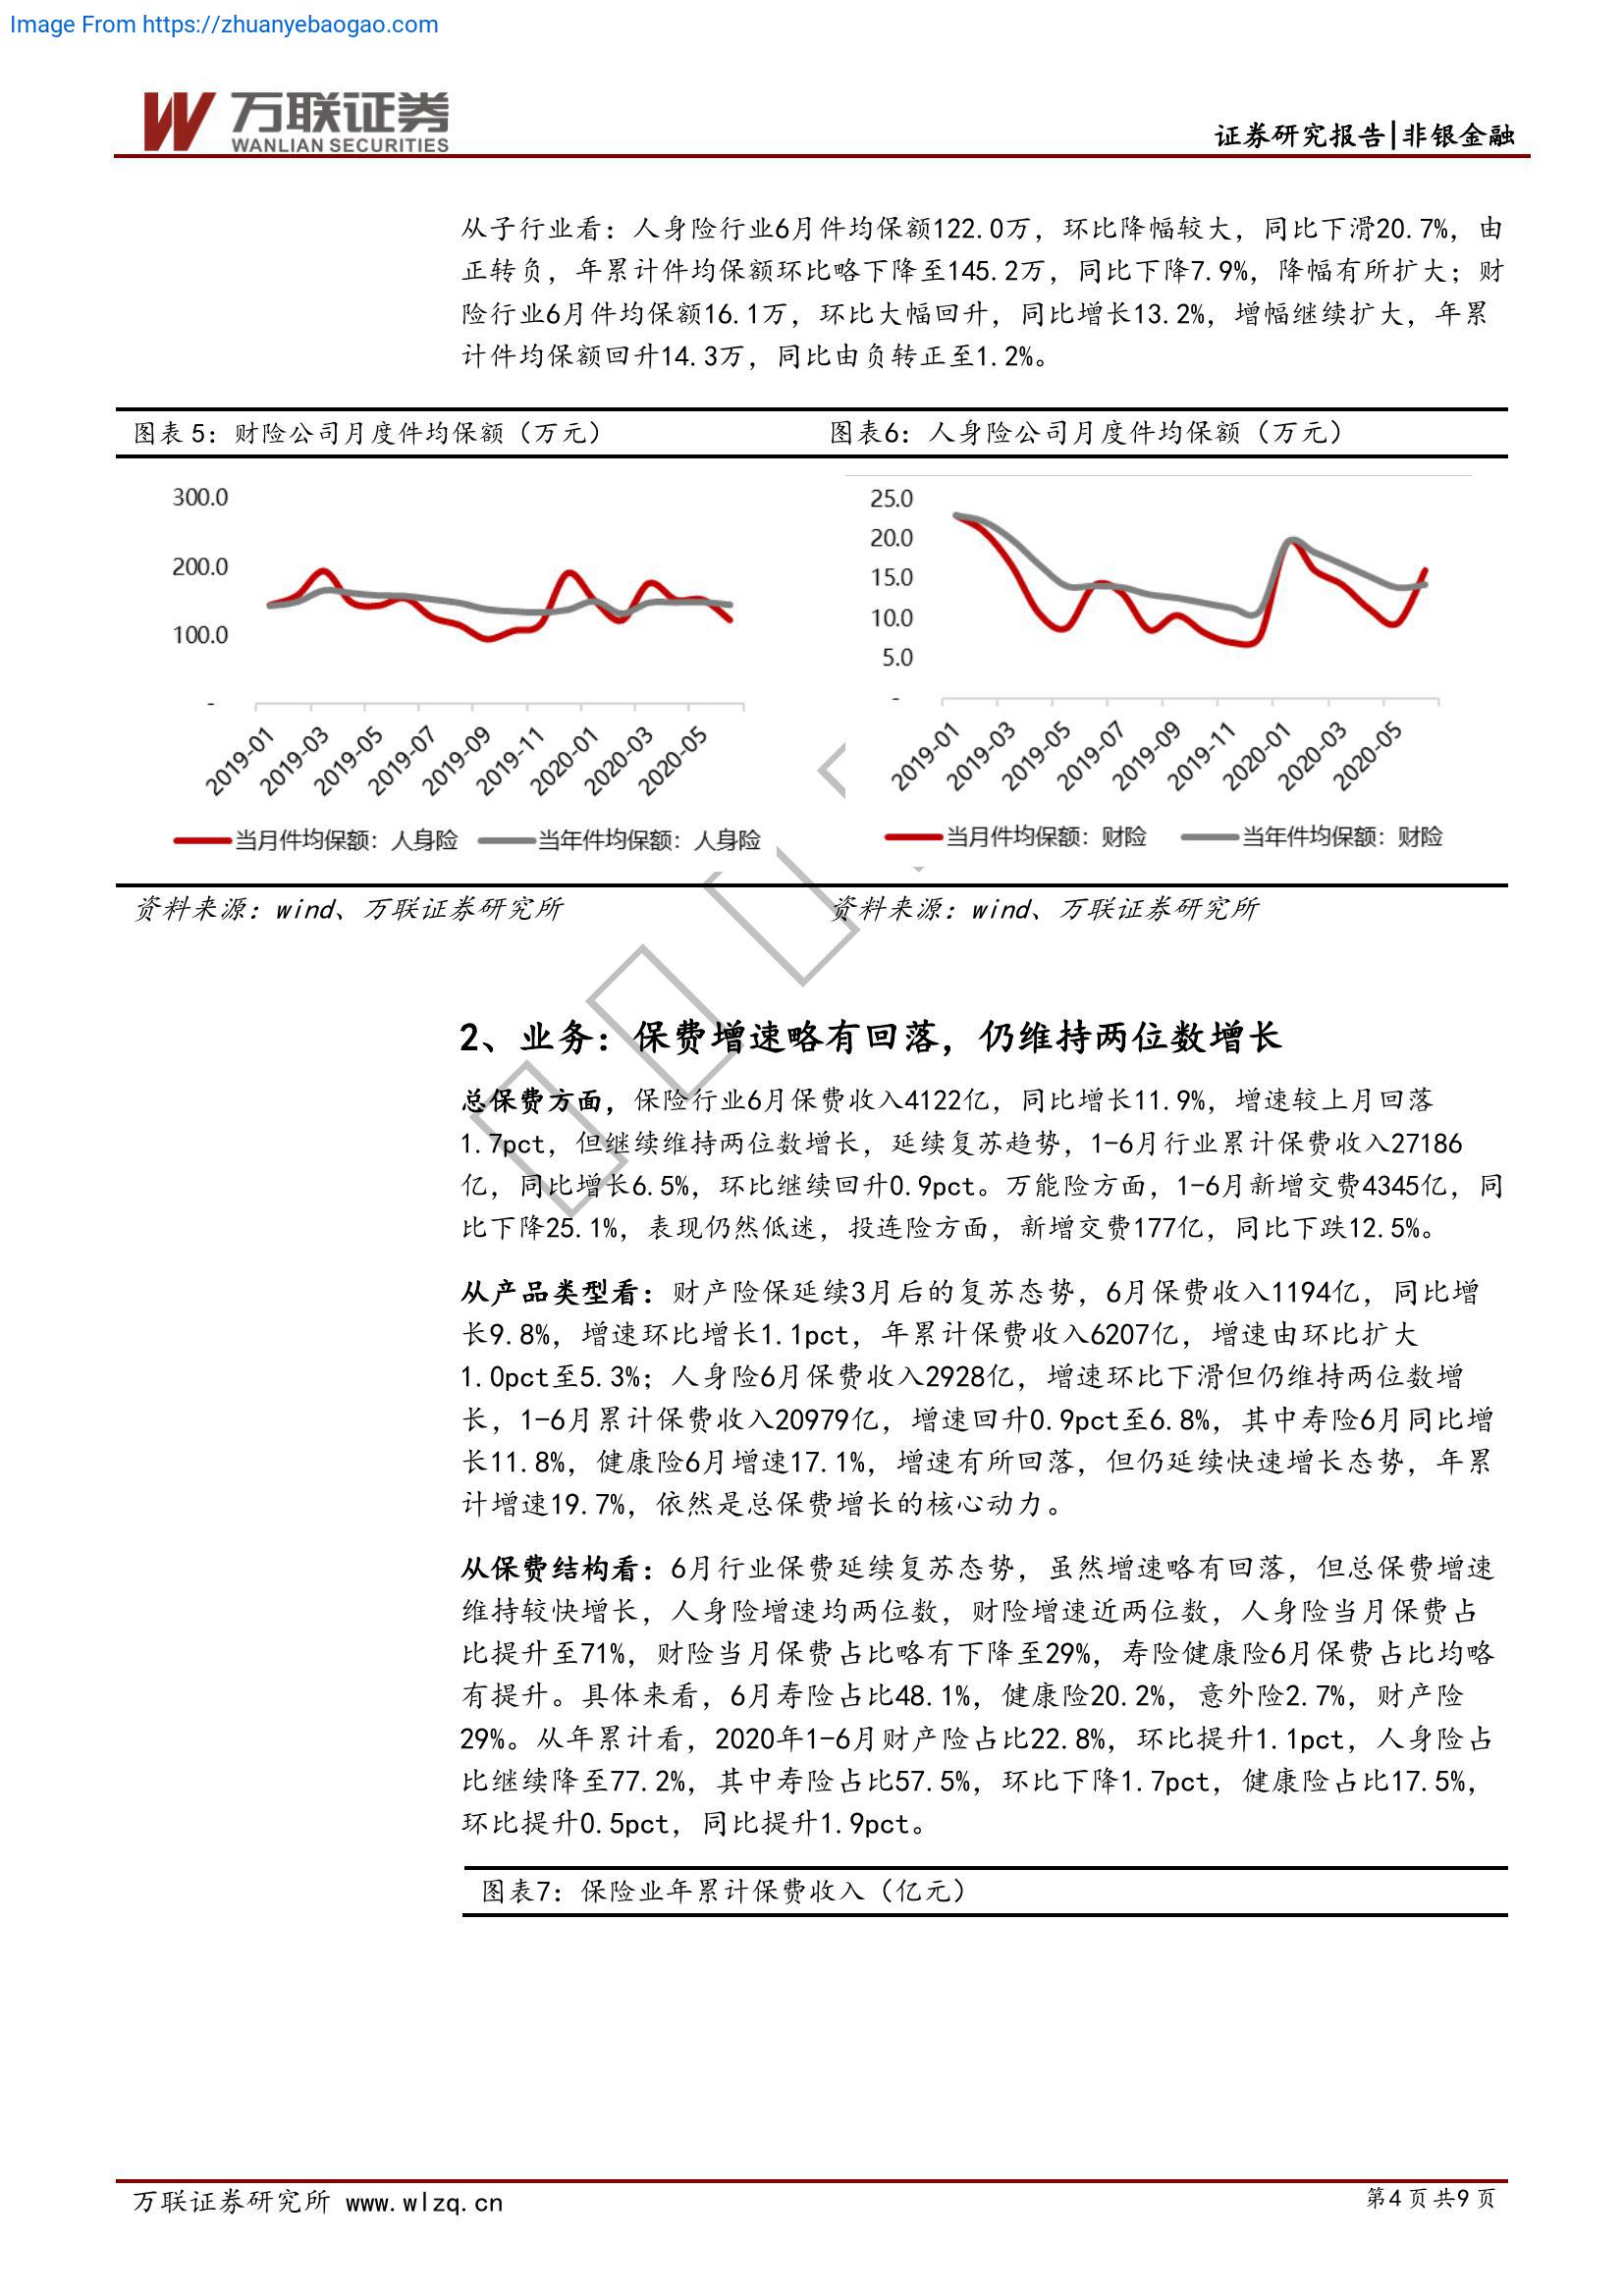 Image From https://zhuanyebaogao.com
万联证券
WANLIAN SECURITIES
证券研究报告|非银金融
从子行业看：人身险行业6月件均保额122.0万，环比降幅较大，同比下滑20.7%，由
正转负，年累计件均保额环比略下降至145.2万，同比下降7.9%，降幅有所扩大；财
险行业6月件均保额16.1万，环比大幅回升，同比增长13.2%，增幅继续扩大，年累
计件均保额回升14.3万，同比由负转正至1.2%。
图表 5：财险公司月度件均保额（万元）
图表6：人身险公司月度件均保额（万元）
300.0
200.0
100.0
-
2019-01
2019-03
2019-05
2019-07
2019-09
2019-11
2020-01
2020-03
2020-05
当月件均保额：人身险
当年件均保额：人身险
25.0
20.0
15.0
10.0
5.0
-
2019-01
2019-03
2019-05
2019-07
2019-09
2019-11
2020-01
2020-03
2020-05
当月件均保额：财险
当年件均保额：财险
资料来源：wind、万联证券研究所
资料来源：wind、万联证券研究所
2、业务：保费增速略有回落，仍维持两位数增长
总保费方面，保险行业6月保费收入4122亿，同比增长11.9%，增速较上月回落
1.7pct，但继续维持两位数增长，延续复苏趋势，1-6月行业累计保费收入27186
亿，同比增长6.5%，环比继续回升0.9pct。万能险方面，1-6月新增交费4345亿，同
比下降25.1%，表现仍然低迷，投连险方面，新增交费177亿，同比下跌12.5%。
从产品类型看：财产险保延续3月后的复苏态势，6月保费收入1194亿，同比增
长9.8%，增速环比增长1.1pct，年累计保费收入6207亿，增速由环比扩大
1.0pct至5.3%；人身险6月保费收入2928亿，增速环比下滑但仍维持两位数增
长，1-6月累计保费收入20979亿，增速回升0.9pct至6.8%，其中寿险6月同比增
长11.8%，健康险6月增速17.1%，增速有所回落，但仍延续快速增长态势，年累
计增速19.7%，依然是总保费增长的核心动力。
从保费结构看：6月行业保费延续复苏态势，虽然增速略有回落，但总保费增速
维持较快增长，人身险增速均两位数，财险增速近两位数，人身险当月保费占
比提升至71%，财险当月保费占比略有下降至29%，寿险健康险6月保费占比均略
有提升。具体来看，6月寿险占比48.1%，健康险20.2%，意外险2.7%，财产险
29%。从年累计看，2020年1-6月财产险占比22.8%，环比提升1.1pct，人身险占
比继续降至77.2%，其中寿险占比57.5%，环比下降1.7pct，健康险占比17.5%，
环比提升0.5pct，同比提升1.9pct。
图表7：保险业年累计保费收入（亿元）
万联证券研究所 www.wlzq.cn
第4页共9页